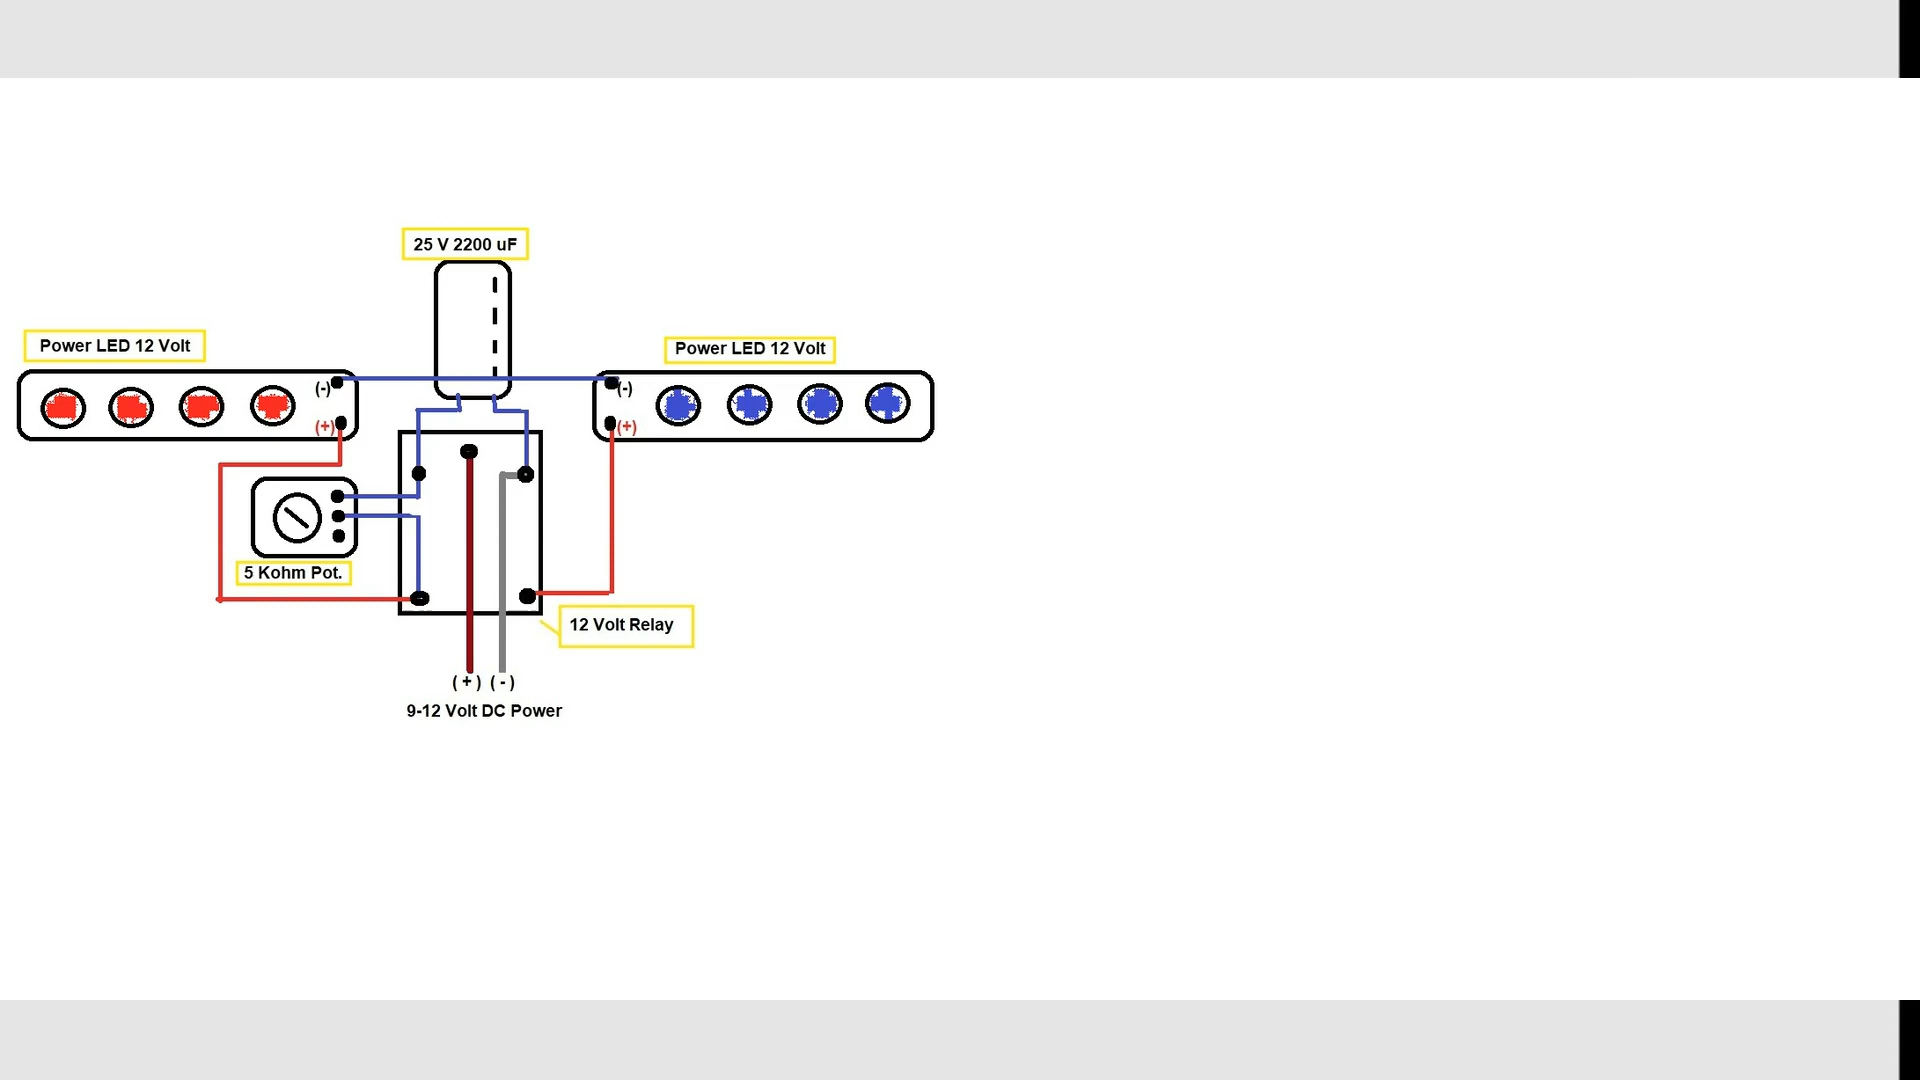 25 V 2200 uF
Power LED 12 Volt
Power LED 12 Volt
(-)
(+)
(-)
(+)
5 Kohm Pot.
12 Volt Relay
( + ) ( - )
9-12 Volt DC Power